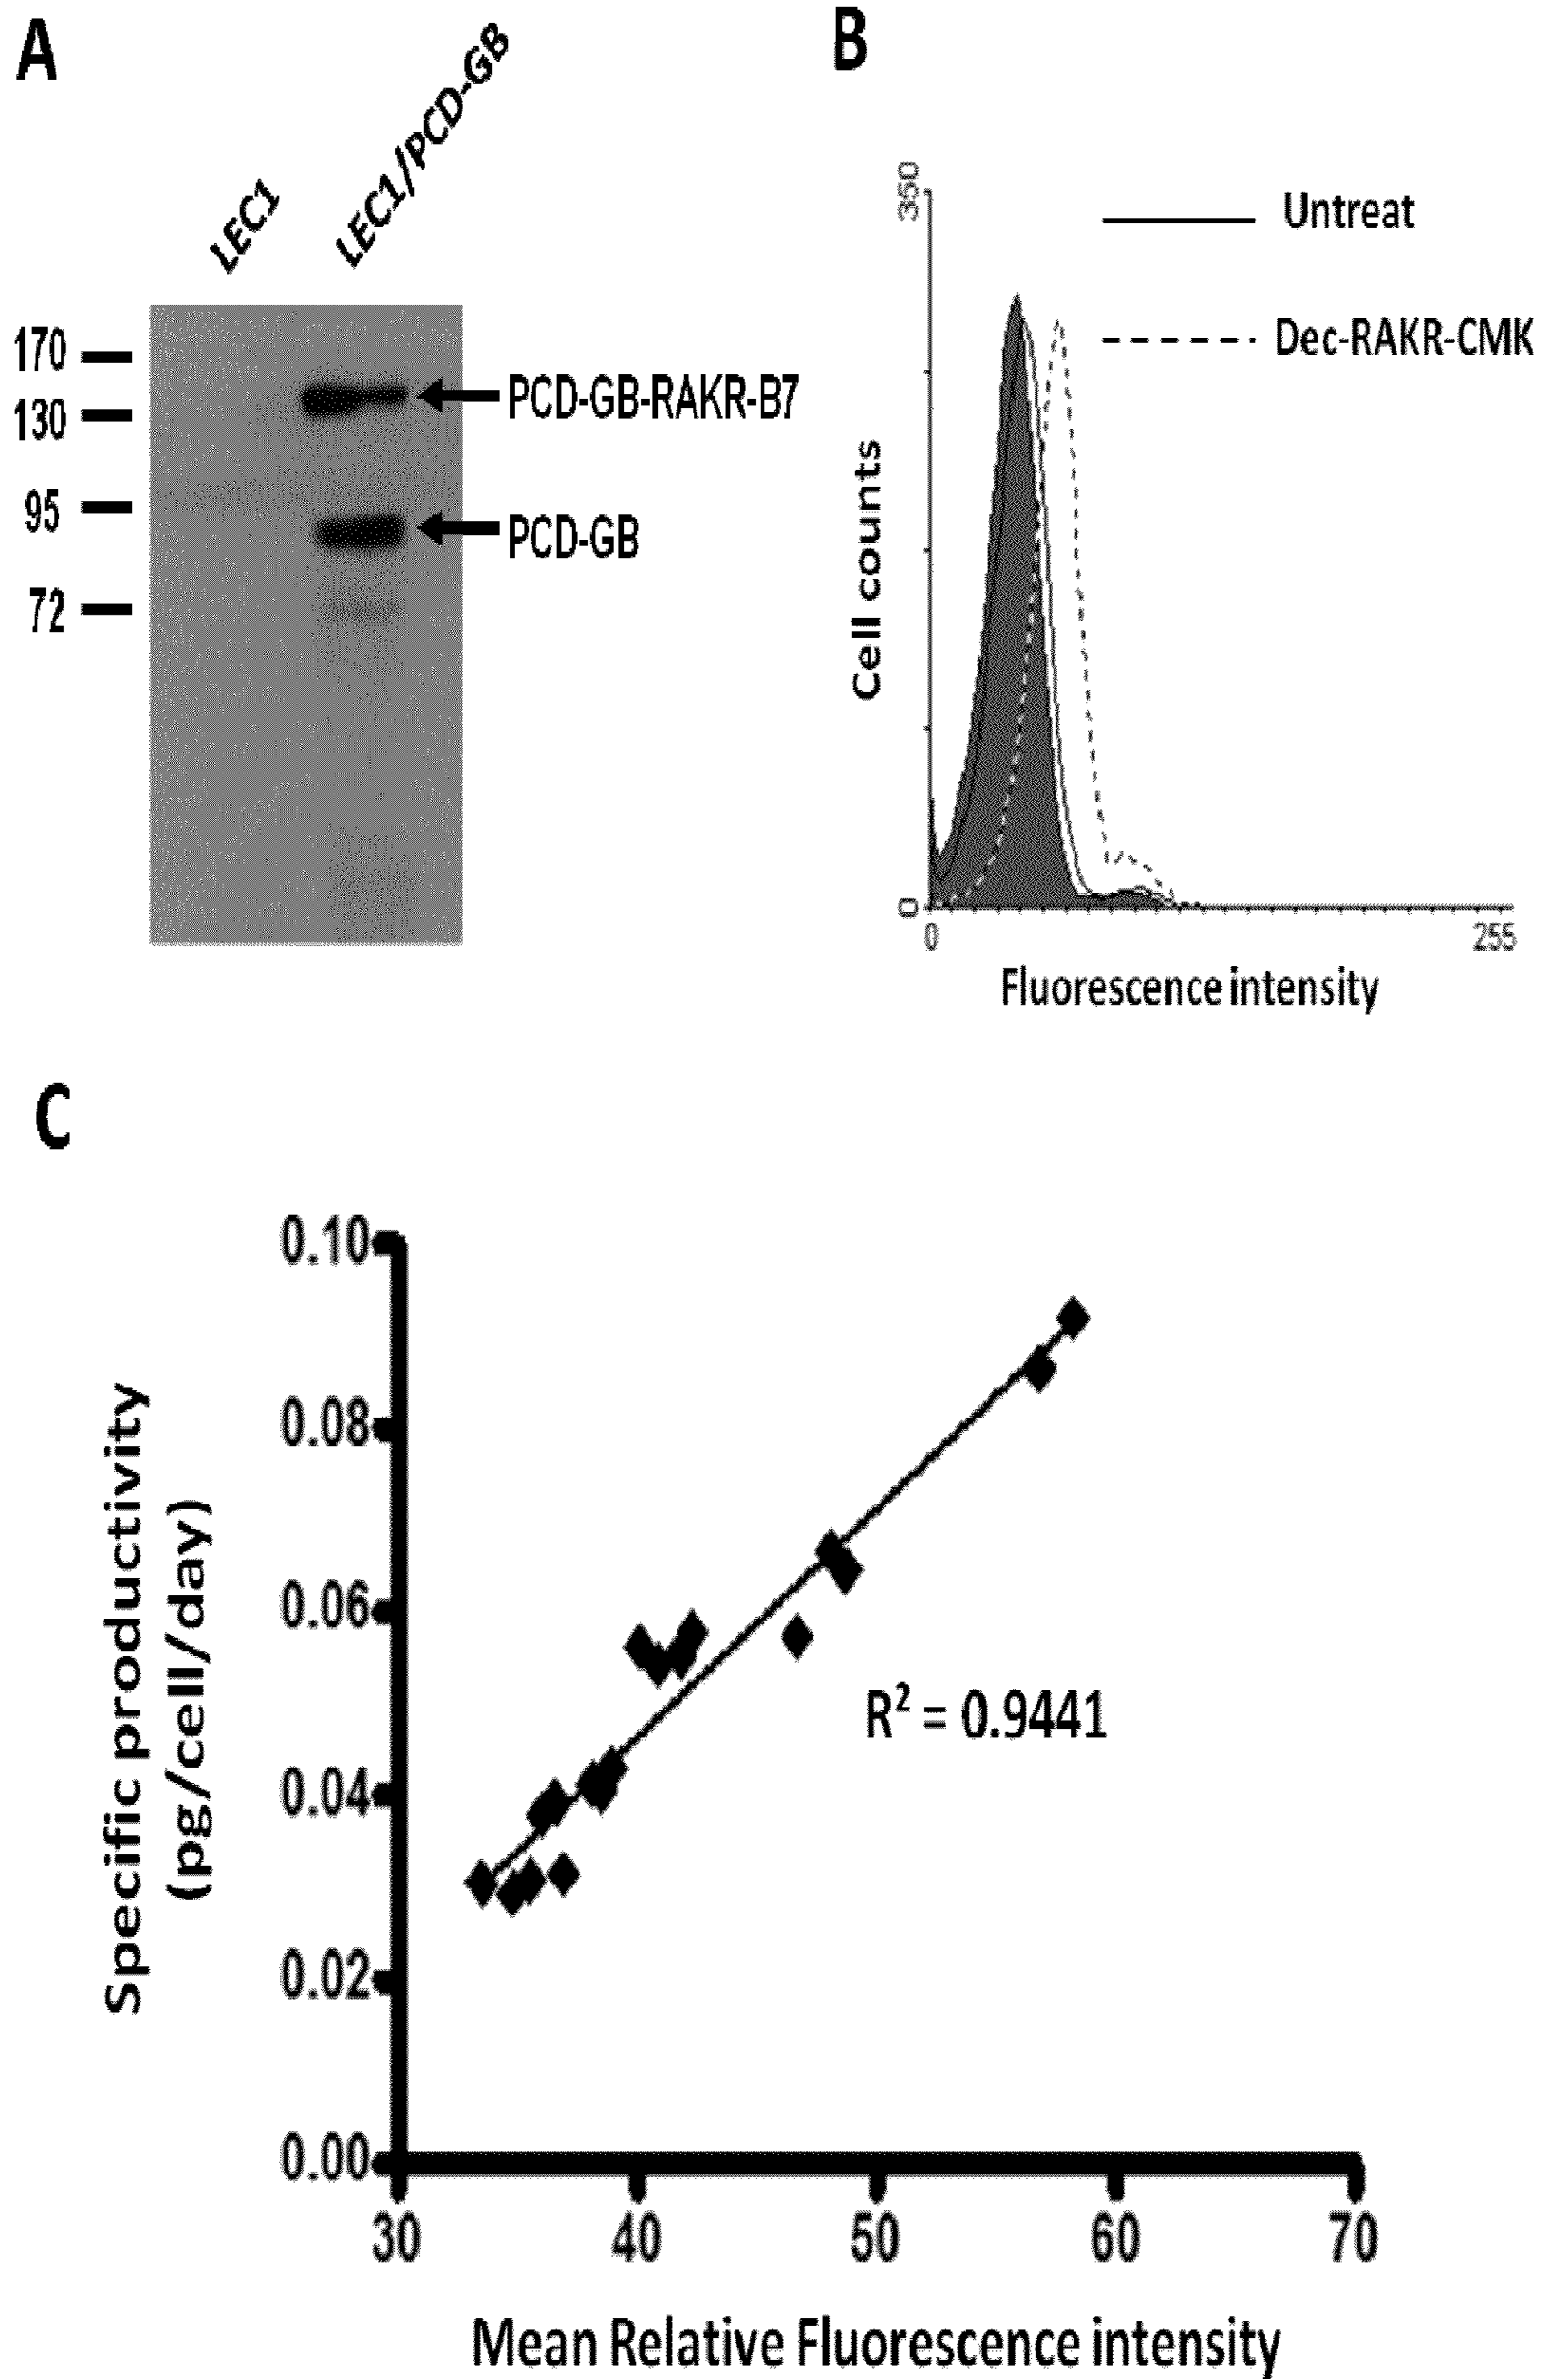 A
LEC1
LEC1/PCD-GB
170
130
95
72
PCD-GB-RAKR-B7
PCD-GB
B
350
0
Untreat
Dec-RAKR-CMK
Cell counts
0
255
Fluorescence intensity
C
0.10
0.08
0.06
0.04
0.02
0.00
Specific productivity
(pg/cell/day)
R² = 0.9441
30
40
50
60
70
Mean Relative Fluorescence intensity